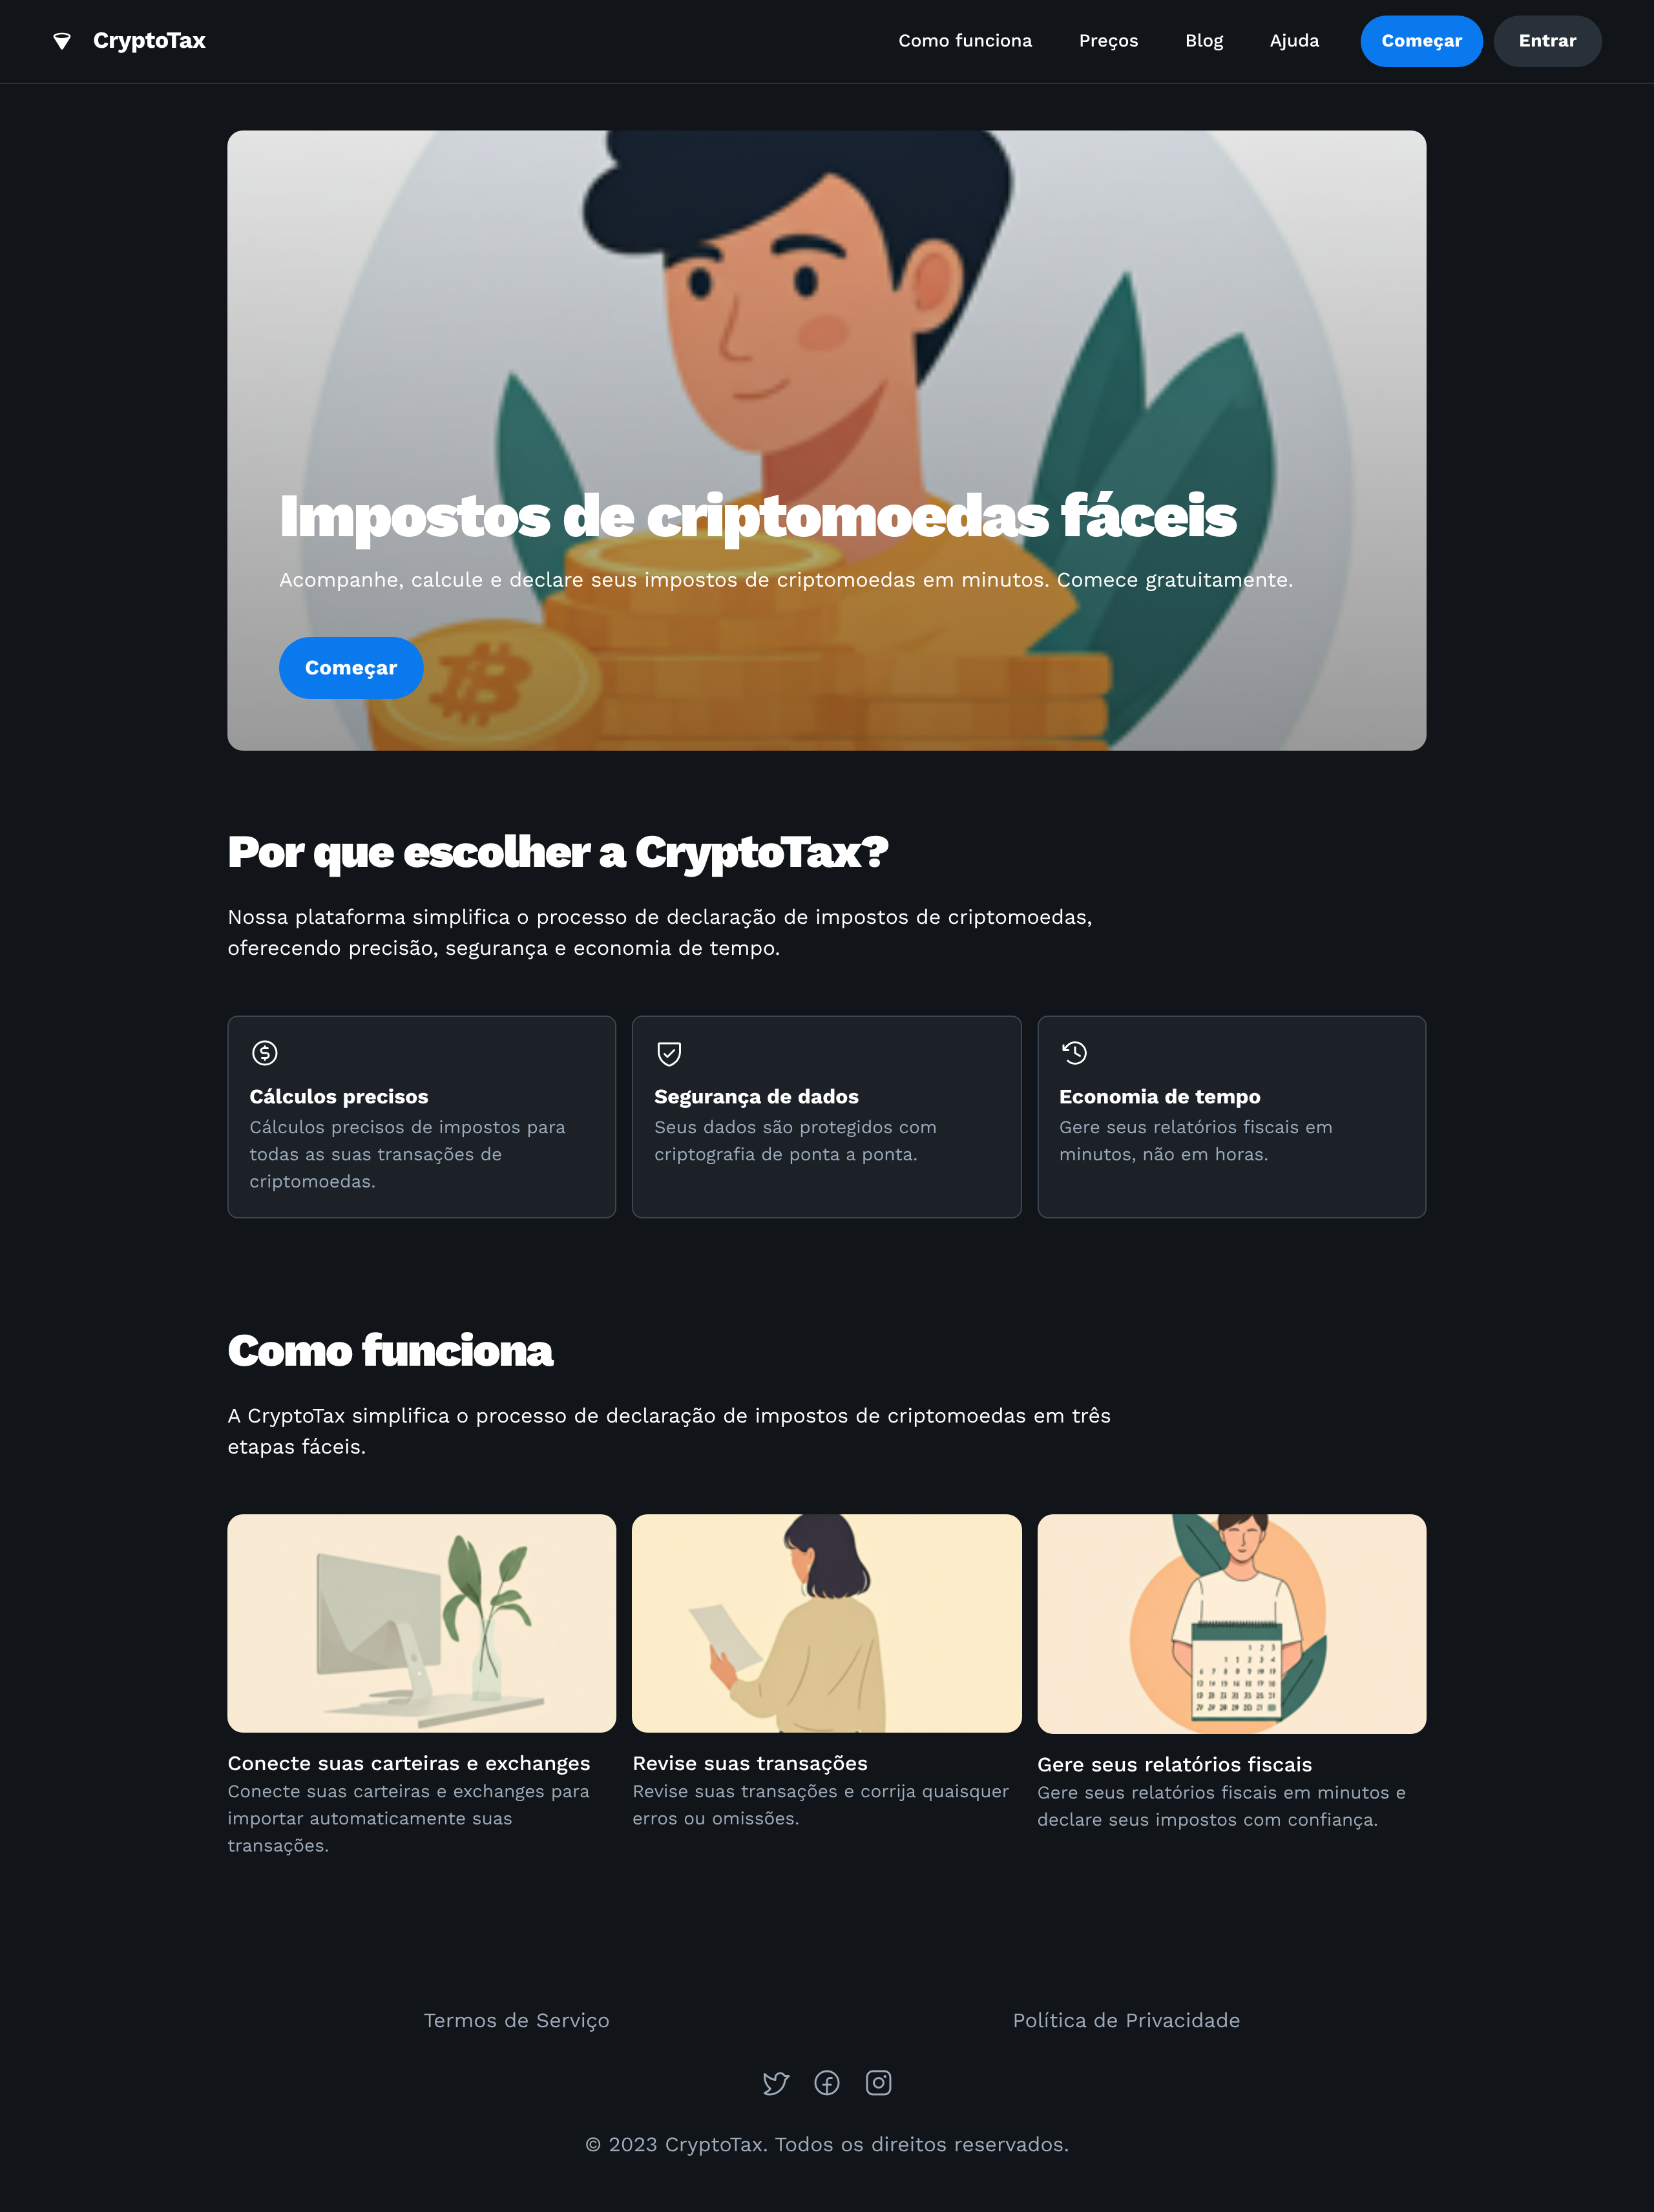 CryptoTax
Como funciona
Preços
Blog
Ajuda
Começar
Entrar
Impostos de criptomoedas fáceis
Acompanhe, calcule e declare seus impostos de criptomoedas em minutos. Comece gratuitamente.
Começar
Por que escolher a CryptoTax?
Nossa plataforma simplifica o processo de declaração de impostos de criptomoedas,
oferecendo precisão, segurança e economia de tempo.
Cálculos precisos
Cálculos precisos de impostos para
todas as suas transações de
criptomoedas.
Segurança de dados
Seus dados são protegidos com
criptografia de ponta a ponta.
Economia de tempo
Gere seus relatórios fiscais em
minutos, não em horas.
Como funciona
A CryptoTax simplifica o processo de declaração de impostos de criptomoedas em três
etapas fáceis.
Conecte suas carteiras e exchanges
Conecte suas carteiras e exchanges para
importar automaticamente suas
transações.
Revise suas transações
Revise suas transações e corrija quaisquer
erros ou omissões.
Gere seus relatórios fiscais
Gere seus relatórios fiscais em minutos e
declare seus impostos com confiança.
Termos de Serviço
Política de Privacidade
© 2023 CryptoTax. Todos os direitos reservados.